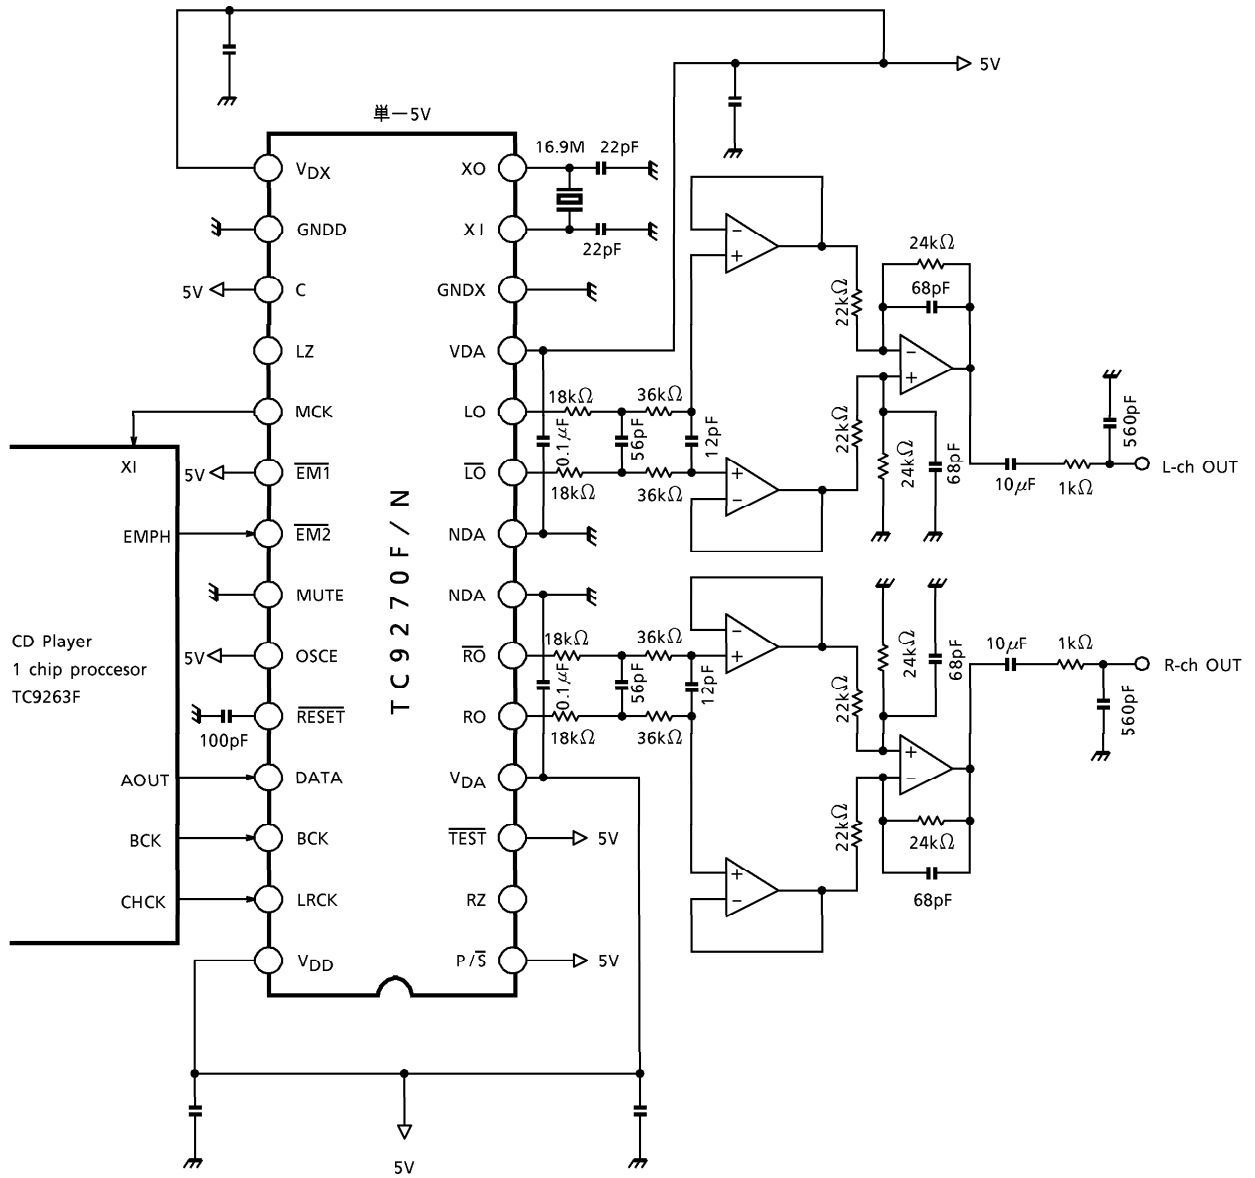 5V
単一5V
16.9M 22pF
VDX
XO
GNDD
XI
22pF
5V
C
GNDX
LZ
VDA
MCK
LO
18kΩ
36kΩ
0.1μF
56pF
12pF
XI
5V
EM1
LO
18kΩ
36kΩ
EMPH
EM2
NDA
MUTE
NDA
CD Player
1 chip proccesor
TC9263F
5V
OSCE
RO
18kΩ
36kΩ
0.1μF
56pF
12pF
100pF
RESET
RO
18kΩ
36kΩ
AOUT
DATA
VDA
BCK
BCK
TEST
5V
CHCK
LRCK
RZ
VDD
P/S
5V
TC9270F/N
5V
24kΩ
68pF
22kΩ
22kΩ
24kΩ
68pF
560pF
10μF
1kΩ
L-ch OUT
24kΩ
68pF
10μF
1kΩ
R-ch OUT
22kΩ
560pF
22kΩ
24kΩ
68pF
-
+
-
+
+
-
-
+
+
-
+
-